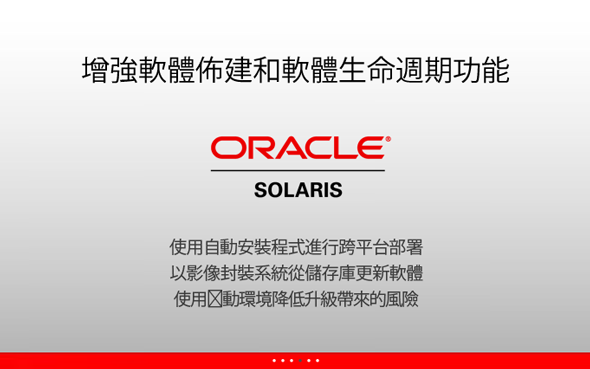 增強軟體佈建和軟體生命週期功能
ORACLE®
SOLARIS
使用自動安裝程式進行跨平台部署
以影像封裝系統從儲存庫更新軟體
使用動環境降低升級帶來的風險